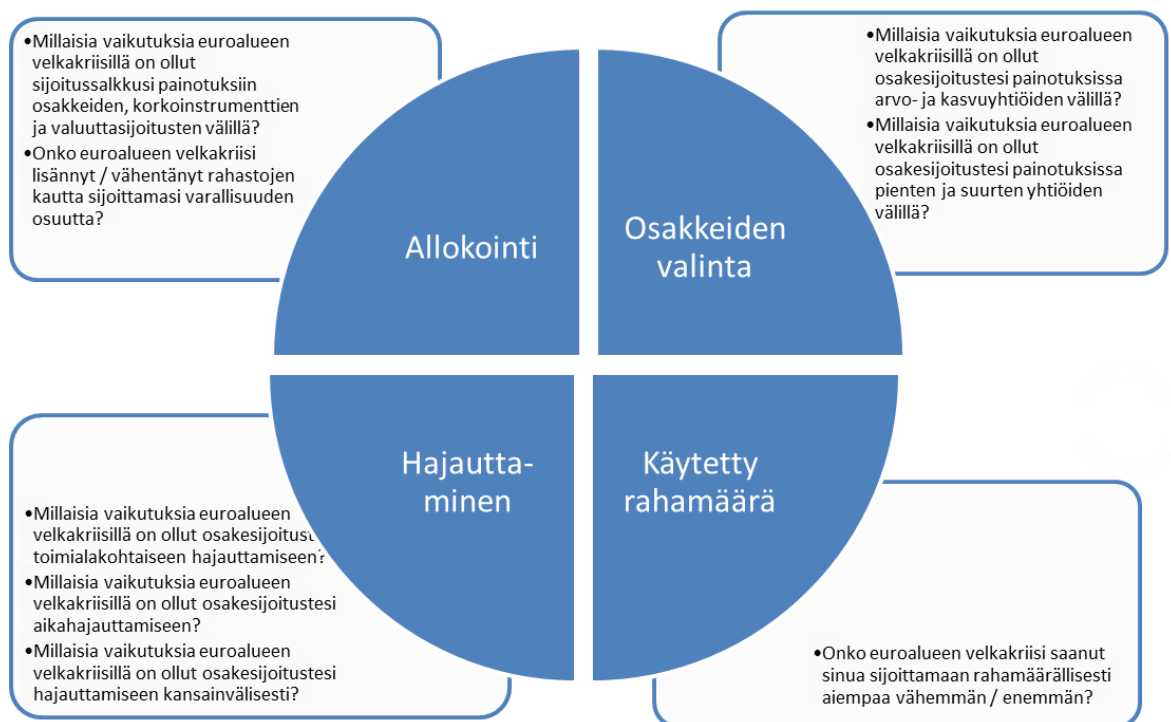 •Millaisia vaikutuksia euroalueen
velkakriisillä on ollut
sijoitussalkkusi painotuksiin
osakkeiden, korkoinstrumenttien
ja valuuttasijoitusten välillä?
•Onko euroalueen velkakriisi
lisännyt / vähentänyt rahastojen
kautta sijoittamasi varallisuuden
osuutta?
•Millaisia vaikutuksia euroalueen
velkakriisillä on ollut
osakesijoitustesi painotuksissa
arvo- ja kasvuyhtiöiden välillä?
•Millaisia vaikutuksia euroalueen
velkakriisillä on ollut
osakesijoitustesi painotuksissa
pienten ja suurten yhtiöiden
välillä?
Allokointi
Osakkeiden
valinta
Hajautta-
minen
Käytetty
rahamäärä
•Millaisia vaikutuksia euroalueen
velkakriisillä on ollut
toimialakohtaiseen hajauttamiseen?
•Millaisia vaikutuksia euroalueen
velkakriisillä on ollut osakesijoitustesi
aikahajauttamiseen?
•Millaisia vaikutuksia euroalueen
velkakriisillä on ollut osakesijoitustesi
hajauttamiseen kansainvälisesti?
•Onko euroalueen velkakriisi saanut
sinua sijoittamaan rahamäärällisesti
aiempaa vähemmän / enemmän?